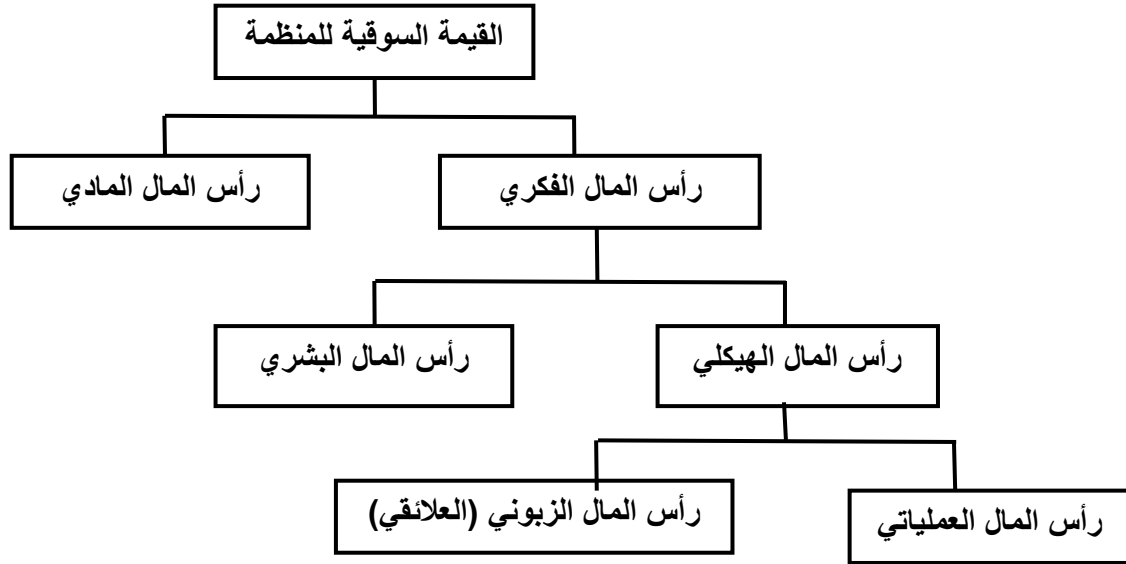 القيمة السوقية للمنظمة
رأس المال الفكري
رأس المال المادي
رأس المال الهيكلي
رأس المال البشري
رأس المال العملياتي
رأس المال الزبوني (العلائقي)